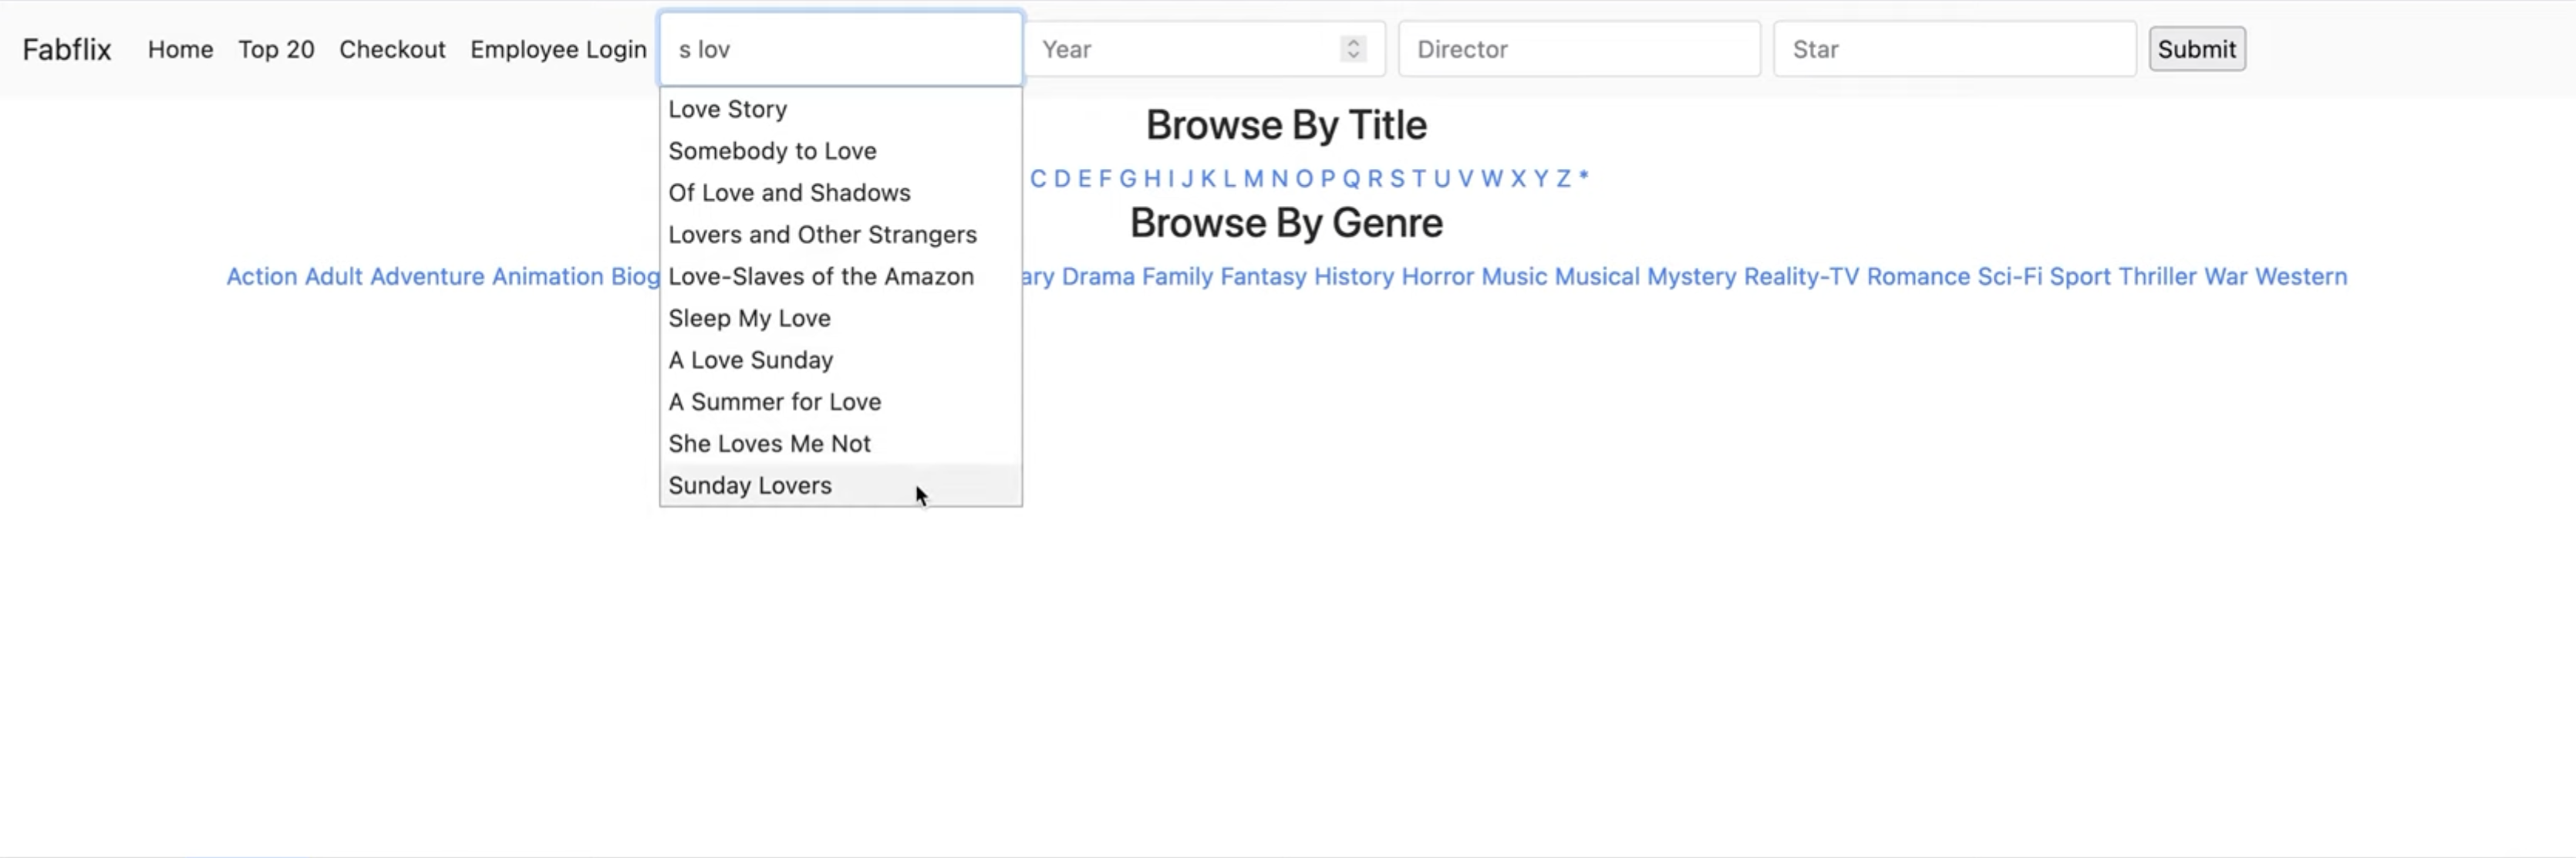 Fabflix Home Top 20 Checkout Employee Login s lov Year Director Star Submit
Love Story
Somebody to Love
Of Love and Shadows
Lovers and Other Strangers
Love-Slaves of the Amazon
Sleep My Love
A Love Sunday
A Summer for Love
She Loves Me Not
Sunday Lovers
Browse By Title
C D E F G H I J K L M N O P Q R S T U V W X Y Z *
Browse By Genre
Action Adult Adventure Animation Biog ary Drama Family Fantasy History Horror Music Musical Mystery Reality-TV Romance Sci-Fi Sport Thriller War Western